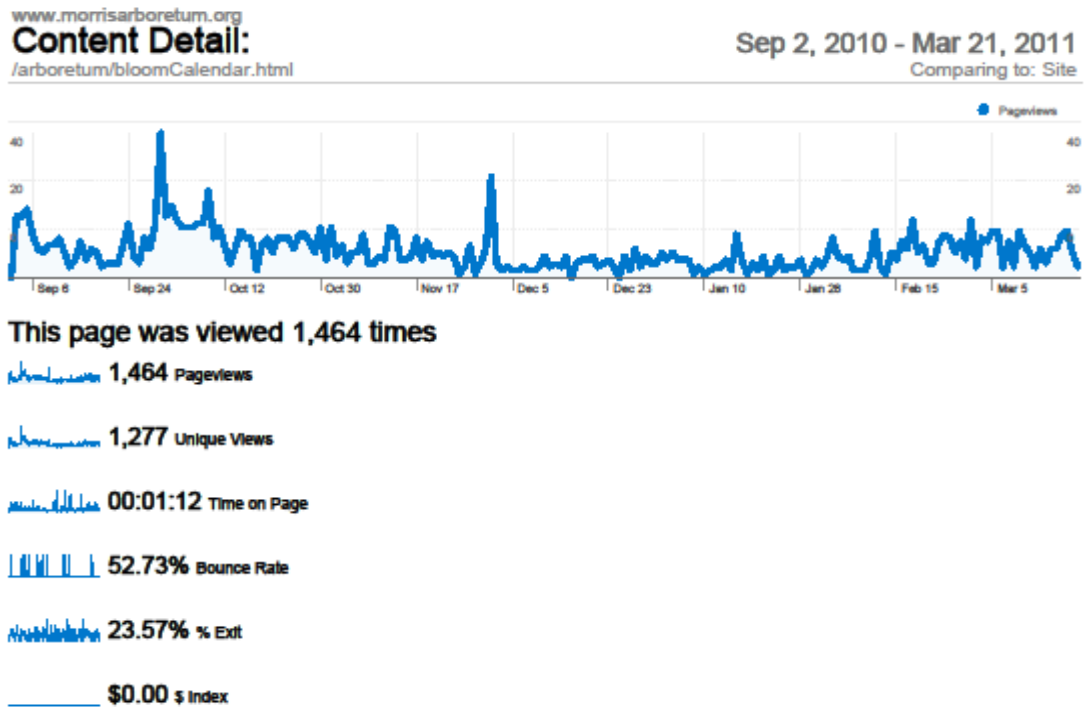 www.morrisarboretum.org
Content Detail:
/arboretum/bloomCalendar.html
Sep 2, 2010 - Mar 21, 2011
Comparing to: Site
Pageviews
40 40
20 20
Sep 6 Sep 24 Oct 12 Oct 30 Nov 17 Dec 5 Dec 23 Jan 10 Jan 28 Feb 15 Mar 5
This page was viewed 1,464 times
1,464 Pageviews
1,277 Unique Views
00:01:12 Time on Page
52.73% Bounce Rate
23.57% % Exit
$0.00 $ Index